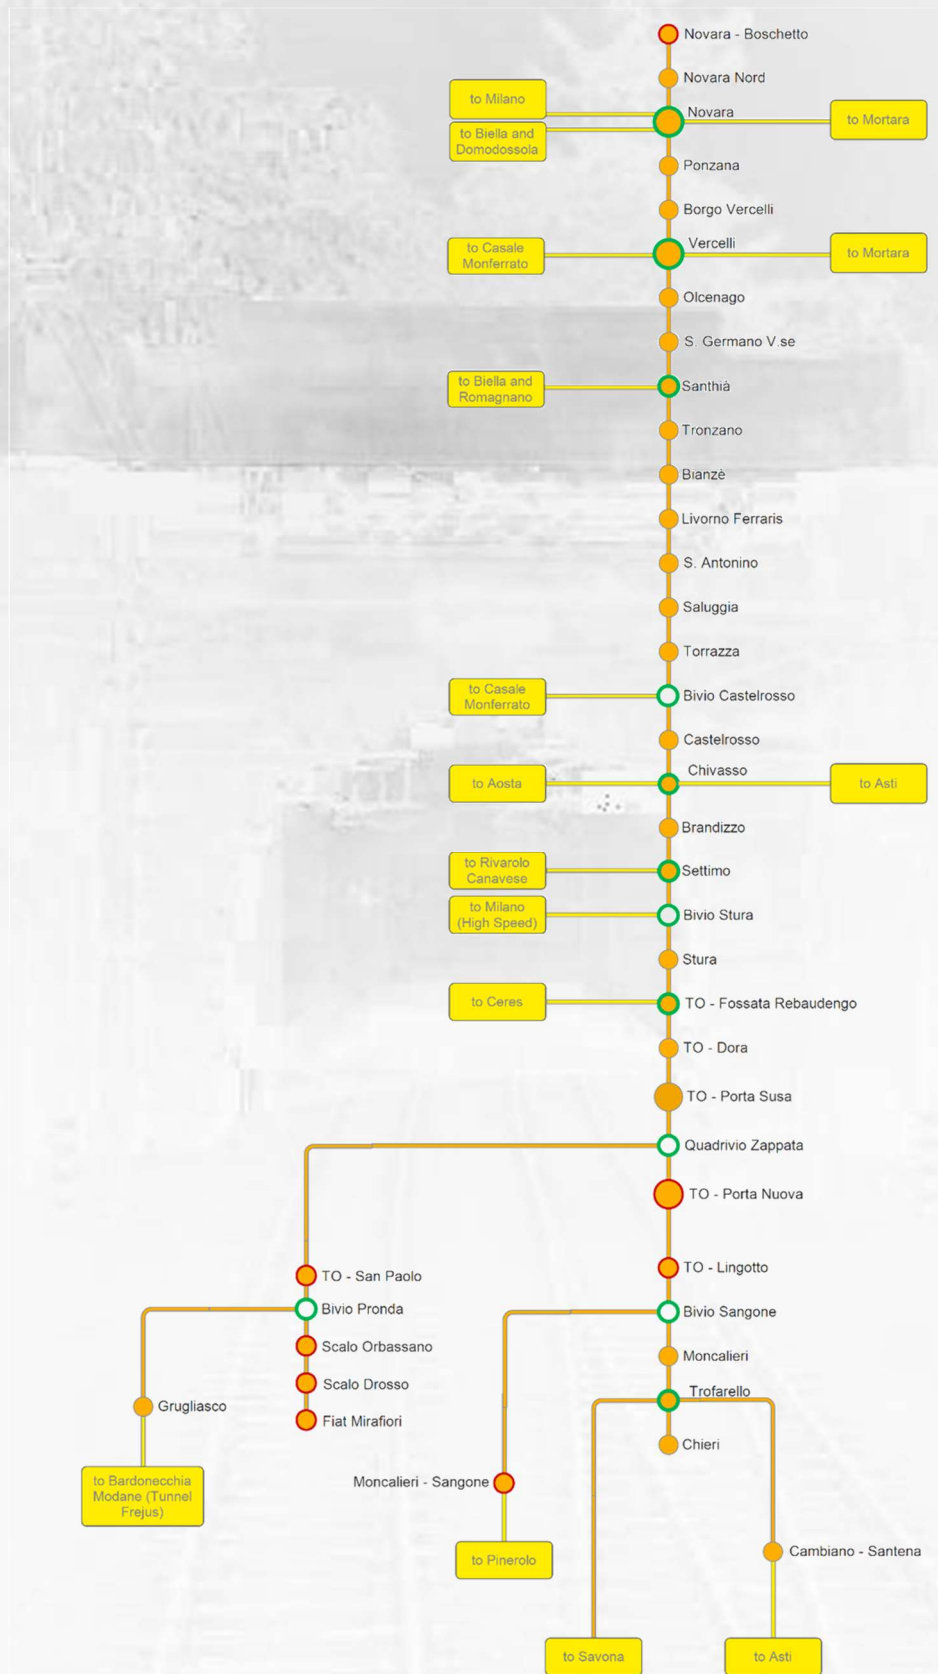 Novara - Boschetto
Novara Nord
to Milano
Novara
to Mortara
to Biella and
Domodossola
Ponzana
Borgo Vercelli
Vercelli
to Casale
Monferrato
to Mortara
Olcenago
S. Germano V.se
to Biella and
Romagnano
Santhià
Tronzano
Bianzè
Livorno Ferraris
S. Antonino
Saluggia
Torrazza
to Casale
Monferrato
Bivio Castelrosso
Castelrosso
Chivasso
to Aosta
to Asti
Brandizzo
to Rivarolo
Canavese
Settimo
to Milano
(High Speed)
Bivio Stura
Stura
to Ceres
TO - Fossata Rebaudengo
TO - Dora
TO - Porta Susa
Quadrivio Zappata
TO - Porta Nuova
TO - Lingotto
TO - San Paolo
Bivio Pronda
Bivio Sangone
Scalo Orbassano
Moncalieri
Scalo Drosso
Trofarello
Grugliasco
Fiat Mirafiori
Chieri
to Bardonecchia
Modane (Tunnel
Frejus)
Moncalieri - Sangone
to Pinerolo
Cambiano - Santena
to Savona
to Asti